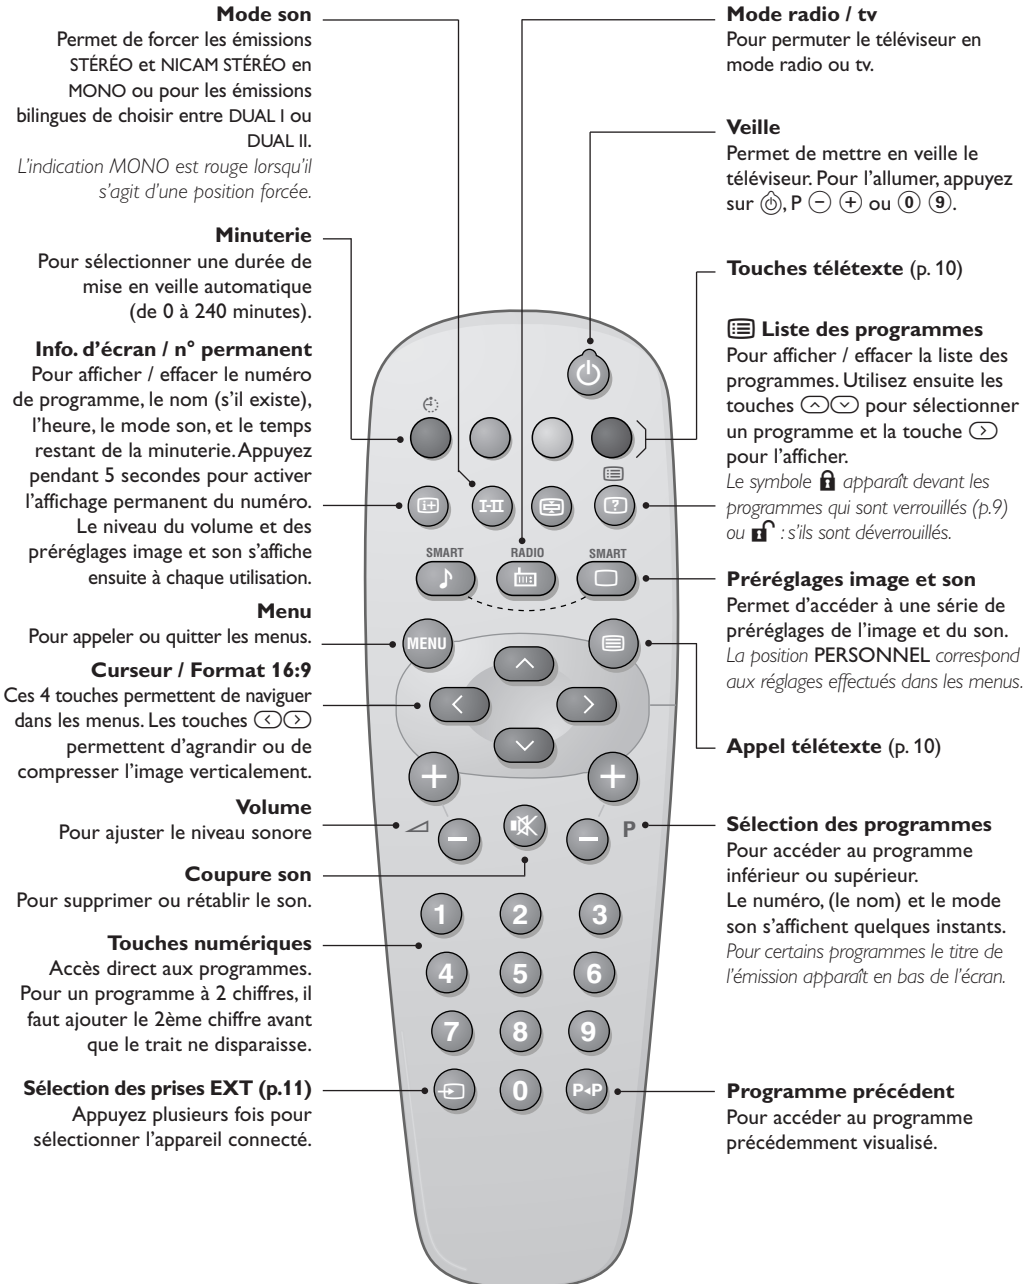 Mode son
Permet de forcer les émissions
STÉRÉO et NICAM STÉRÉO en
MONO ou pour les émissions
bilingues de choisir entre DUAL I ou
DUAL II.
L'indication MONO est rouge lorsqu'il
s'agit d'une position forcée.
Minuterie
Pour sélectionner une durée de
mise en veille automatique
(de 0 à 240 minutes).
Info. d'écran / n° permanent
Pour afficher / effacer le numéro
de programme, le nom (s'il existe),
l'heure, le mode son, et le temps
restant de la minuterie. Appuyez
pendant 5 secondes pour activer
l'affichage permanent du numéro.
Le niveau du volume et des
préréglages image et son s'affiche
ensuite à chaque utilisation.
Menu
Pour appeler ou quitter les menus.
Curseur / Format 16:9
Ces 4 touches permettent de naviguer
dans les menus. Les touches < >
permettent d'agrandir ou de
compresser l'image verticalement.
Volume
Pour ajuster le niveau sonore
Coupure son
Pour supprimer ou rétablir le son.
Touches numériques
Accès direct aux programmes.
Pour un programme à 2 chiffres, il
faut ajouter le 2ème chiffre avant
que le trait ne disparaisse.
Sélection des prises EXT (p.11)
Appuyez plusieurs fois pour
sélectionner l'appareil connecté.
i+ I-II ?
SMART RADIO SMART
MENU
+ +
- - P
1 2 3
4 5 6
7 8 9
0 P◂P
Mode radio / tv
Pour permuter le téléviseur en
mode radio ou tv.
Veille
Permet de mettre en veille le
téléviseur. Pour l'allumer, appuyez
sur ⏻, P - + ou 0 9.
Touches télétexte (p. 10)
Liste des programmes
Pour afficher / effacer la liste des
programmes. Utilisez ensuite les
touches ^ ˅ pour sélectionner
un programme et la touche >
pour l'afficher.
Le symbole 🔒 apparaît devant les
programmes qui sont verrouillés (p.9)
ou 🔓 : s'ils sont déverrouillés.
Préréglages image et son
Permet d'accéder à une série de
préréglages de l'image et du son.
La position PERSONNEL correspond
aux réglages effectués dans les menus.
Appel télétexte (p. 10)
Sélection des programmes
Pour accéder au programme
inférieur ou supérieur.
Le numéro, (le nom) et le mode
son s'affichent quelques instants.
Pour certains programmes le titre de
l'émission apparaît en bas de l'écran.
Programme précédent
Pour accéder au programme
précédemment visualisé.